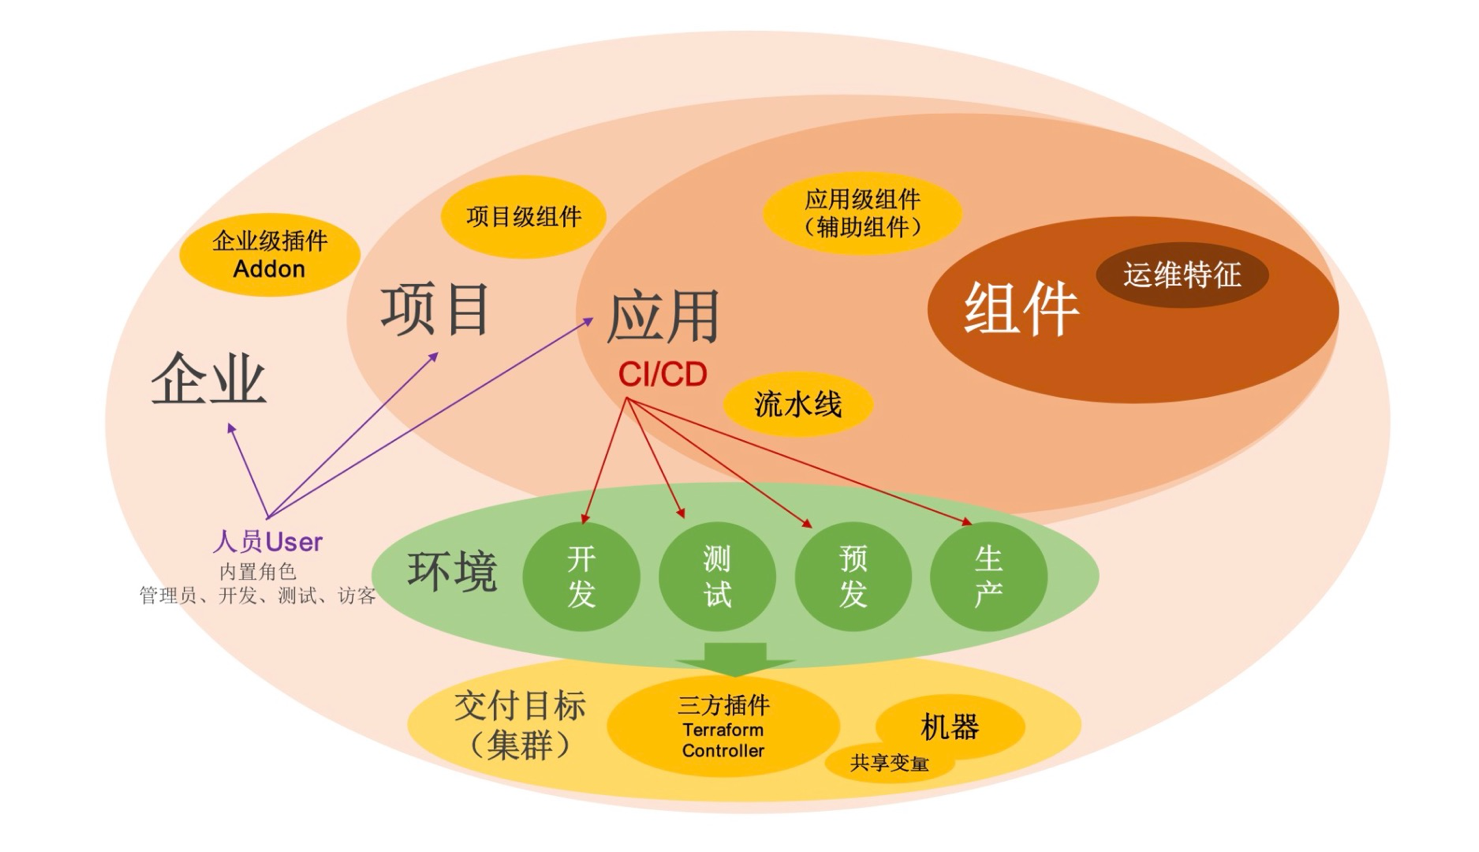 企业级插件
Addon
项目级组件
应用级组件
（辅助组件）
运维特征
组件
项目
应用
企业
CI/CD
流水线
人员User
内置角色
管理员、开发、测试、访客
环境
开
发
测
试
预
发
生
产
交付目标
（集群）
三方插件
Terraform
Controller
机器
共享变量